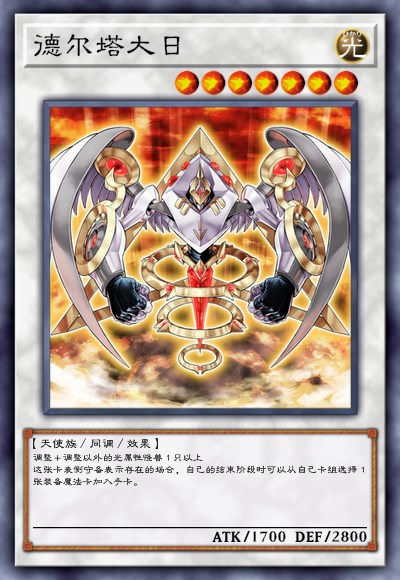 德尔塔大日
ひかり
光
【天使族／同调／效果】
调整＋调整以外的光属性怪兽1只以上
这张卡表侧守备表示存在的场合，自己的结束阶段时可以从自己卡组选择1
张装备魔法卡加入手卡。
ATK/1700 DEF/2800